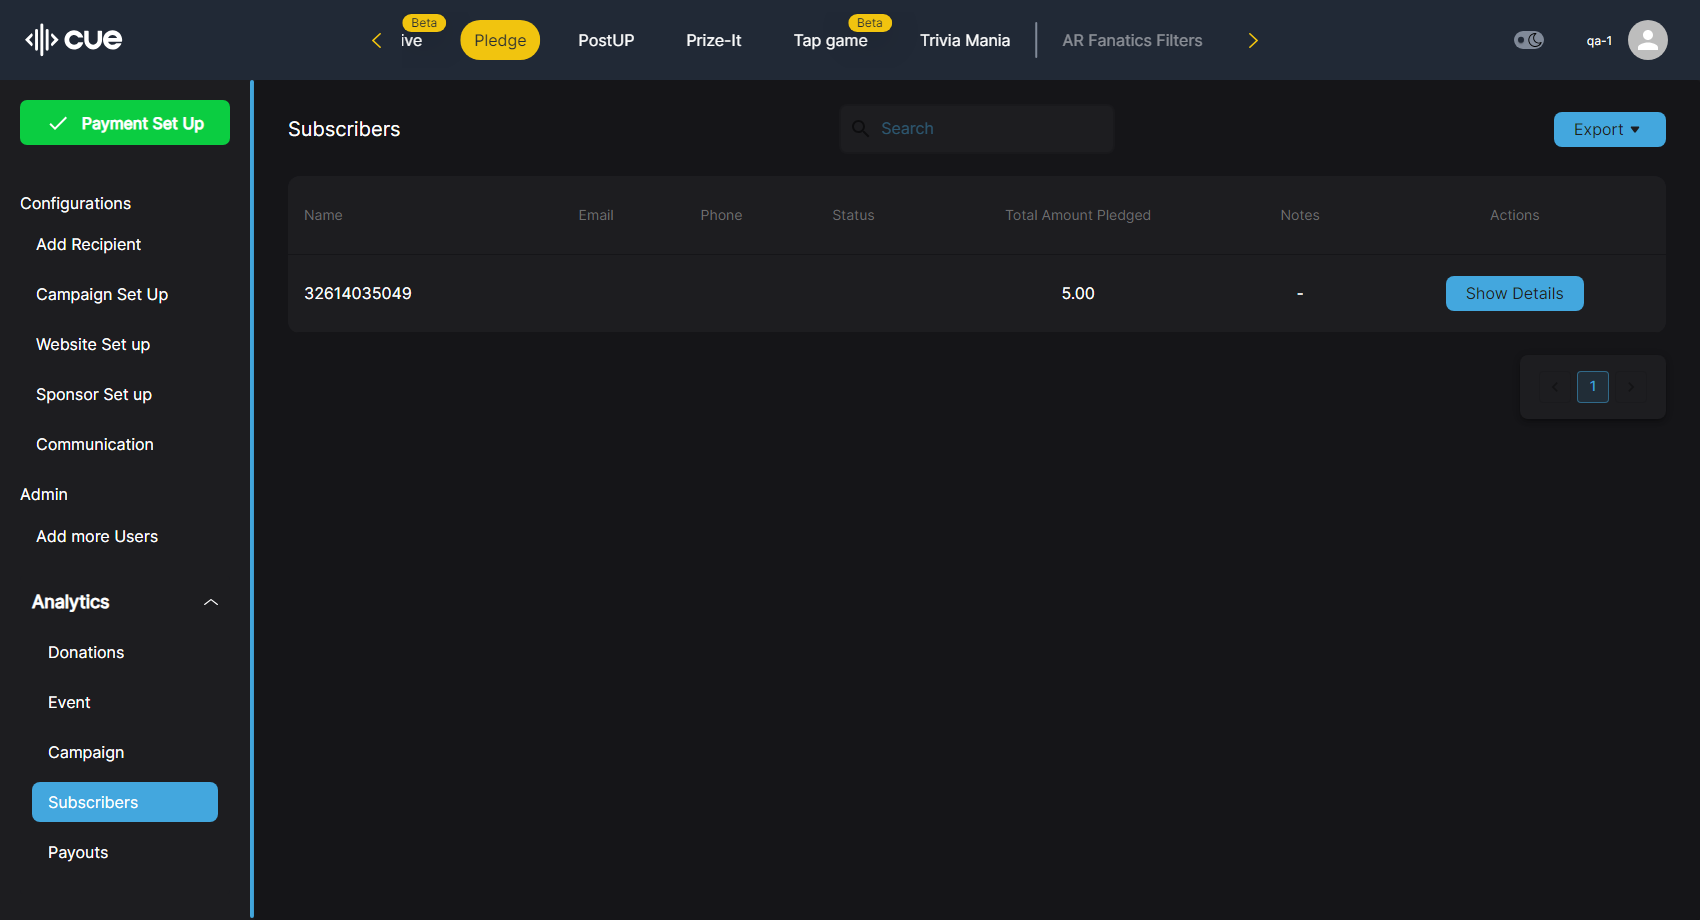 cue
Beta
ive
Pledge
PostUP
Prize-It
Beta
Tap game
Trivia Mania
AR Fanatics Filters
qa-1
Payment Set Up
Configurations
Add Recipient
Campaign Set Up
Website Set up
Sponsor Set up
Communication
Admin
Add more Users
Analytics
Donations
Event
Campaign
Subscribers
Payouts
Subscribers
Search
Export
Name Email Phone Status Total Amount Pledged Notes Actions
32614035049 5.00 - Show Details
1